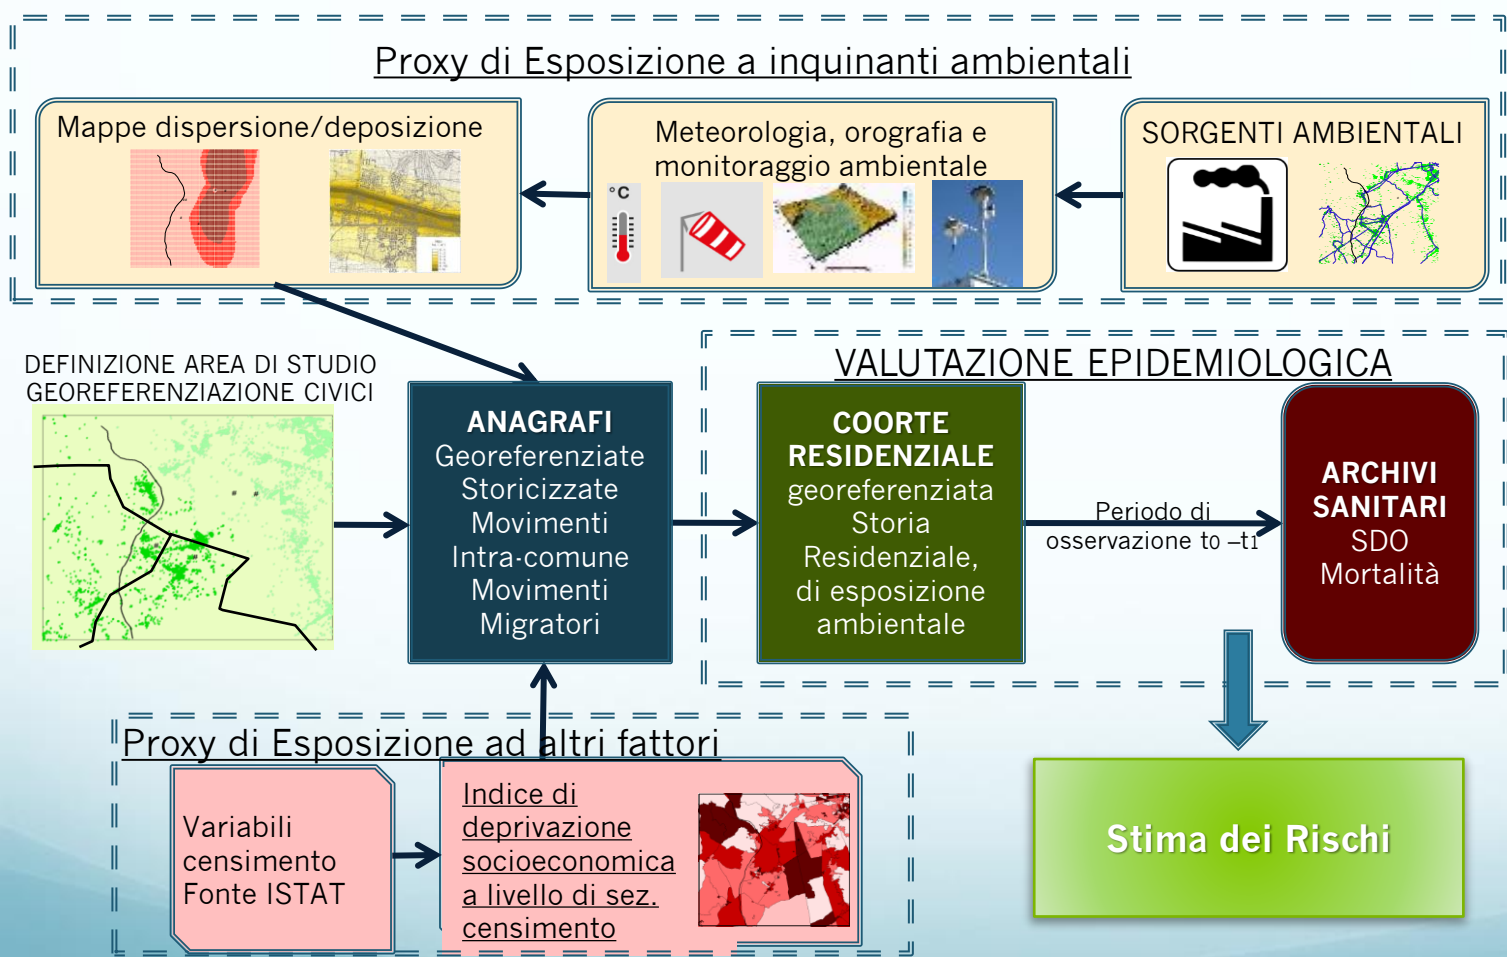 Proxy di Esposizione a inquinanti ambientali
Mappe dispersione/deposizione
Meteorologia, orografia e
monitoraggio ambientale
°C
SORGENTI AMBIENTALI
DEFINIZIONE AREA DI STUDIO
GEOREFERENZIAZIONE CIVICI
ANAGRAFI
Georeferenziate
Storicizzate
Movimenti
Intra-comune
Movimenti
Migratori
VALUTAZIONE EPIDEMIOLOGICA
COORTE
RESIDENZIALE
georeferenziata
Storia
Residenziale,
di esposizione
ambientale
Periodo di
osservazione t0 –t1
ARCHIVI
SANITARI
SDO
Mortalità
Proxy di Esposizione ad altri fattori
Variabili
censimento
Fonte ISTAT
Indice di
deprivazione
socioeconomica
a livello di sez.
censimento
Stima dei Rischi